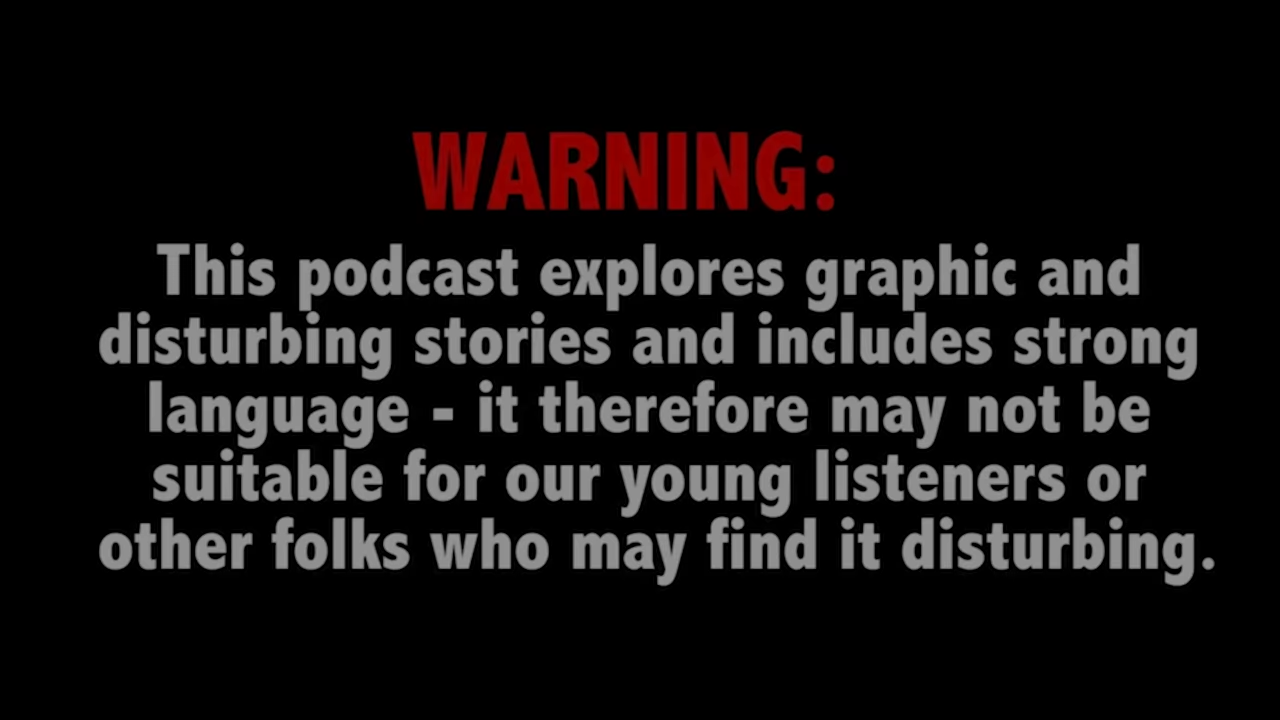 WARNING:
This podcast explores graphic and
disturbing stories and includes strong
language - it therefore may not be
suitable for our young listeners or
other folks who may find it disturbing.